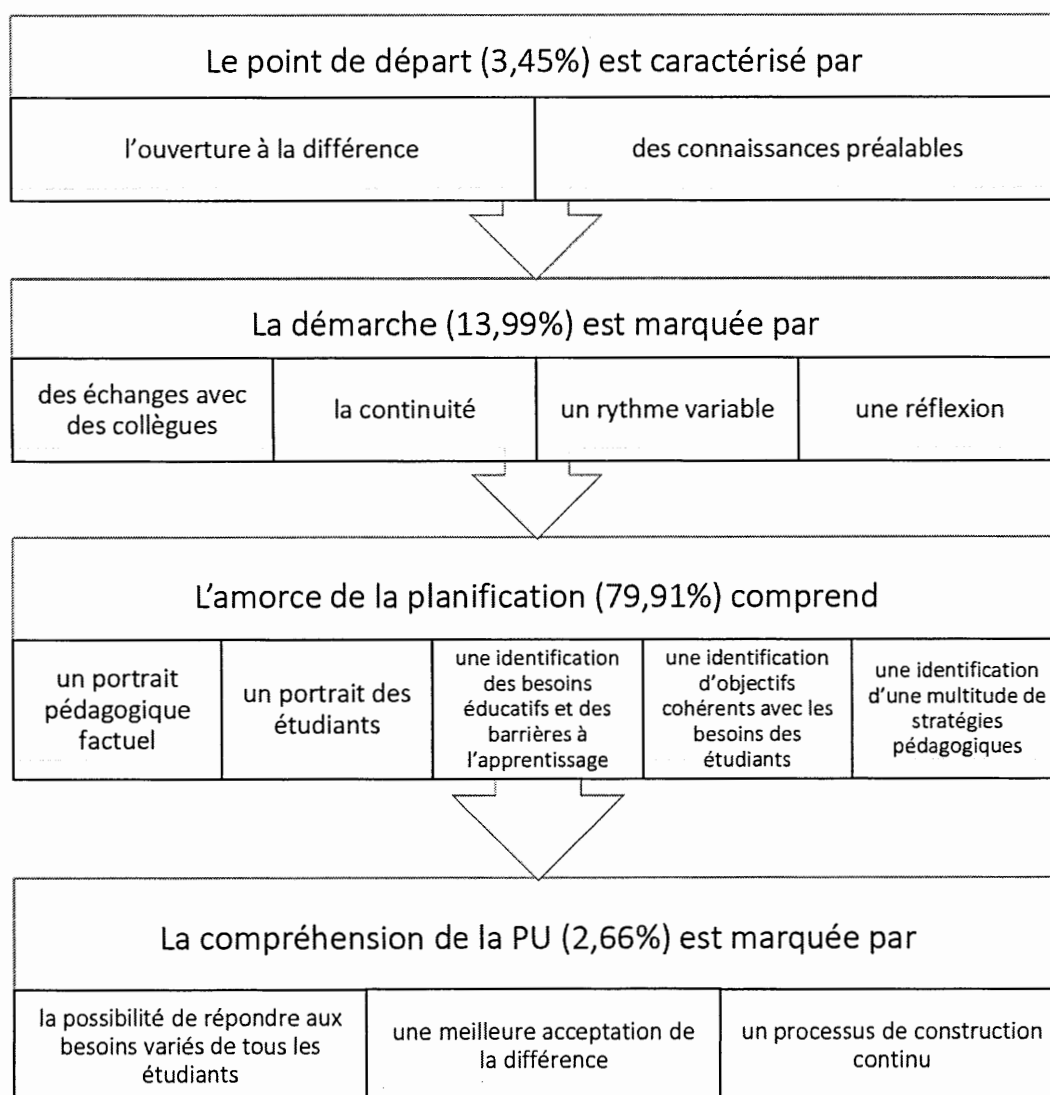 Le point de départ (3,45%) est caractérisé par
l'ouverture à la différence
des connaissances préalables
La démarche (13,99%) est marquée par
des échanges avec
des collègues
la continuité
un rythme variable
une réflexion
L'amorce de la planification (79,91%) comprend
un portrait
pédagogique
factuel
un portrait des
étudiants
une identification
des besoins
éducatifs et des
barrières à
l'apprentissage
une identification
d'objectifs
cohérents avec les
besoins des
étudiants
une identification
d'une multitude de
stratégies
pédagogiques
La compréhension de la PU (2,66%) est marquée par
la possibilité de répondre aux
besoins variés de tous les
étudiants
une meilleure acceptation de
la différence
un processus de construction
continu